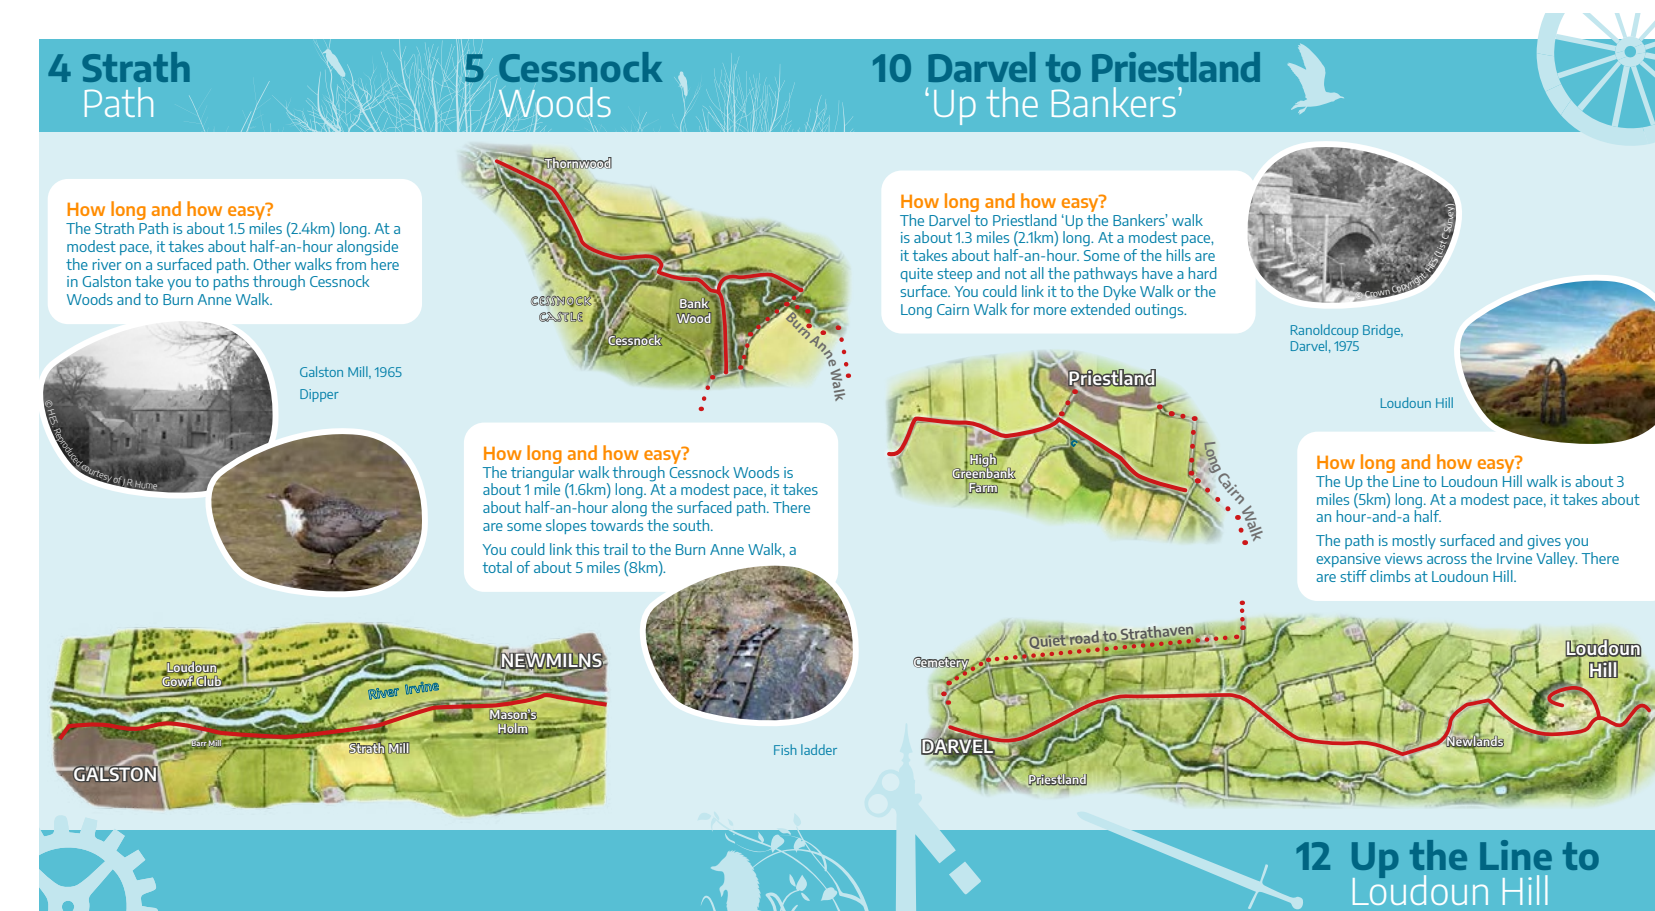 4 Strath
Path
How long and how easy?
The Strath Path is about 1.5 miles (2.4km) long. At a
modest pace, it takes about half-an-hour alongside
the river on a surfaced path. Other walks from here
in Galston take you to paths through Cessnock
Woods and to Burn Anne Walk.
© HES. Reproduced courtesy of J.R. Hume
Galston Mill, 1965
Dipper
Loudoun
Gowf Club
NEWMILNS
River Irvine
Mason's
Holm
Barr Mill
Strath Mill
GALSTON
5 Cessnock
Woods
Thornwood
CESSNOCK
CASTLE
Bank
Wood
Cessnock
Burn Anne Walk
How long and how easy?
The triangular walk through Cessnock Woods is
about 1 mile (1.6km) long. At a modest pace, it takes
about half-an-hour along the surfaced path. There
are some slopes towards the south.
You could link this trail to the Burn Anne Walk, a
total of about 5 miles (8km).
Fish ladder
10 Darvel to Priestland
‘Up the Bankers’
How long and how easy?
The Darvel to Priestland ‘Up the Bankers’ walk
is about 1.3 miles (2.1km) long. At a modest pace,
it takes about half-an-hour. Some of the hills are
quite steep and not all the pathways have a hard
surface. You could link it to the Dyke Walk or the
Long Cairn Walk for more extended outings.
© Crown Copyright: HES (List C Survey)
Ranoldcoup Bridge,
Darvel, 1975
Priestland
High
Greenbank
Farm
Long Cairn Walk
Loudoun Hill
How long and how easy?
The Up the Line to Loudoun Hill walk is about 3
miles (5km) long. At a modest pace, it takes about
an hour-and-a half.
The path is mostly surfaced and gives you
expansive views across the Irvine Valley. There
are stiff climbs at Loudoun Hill.
Quiet road to Strathaven
Cemetery
Loudoun
Hill
DARVEL
Newlands
Priestland
12 Up the Line to
Loudoun Hill